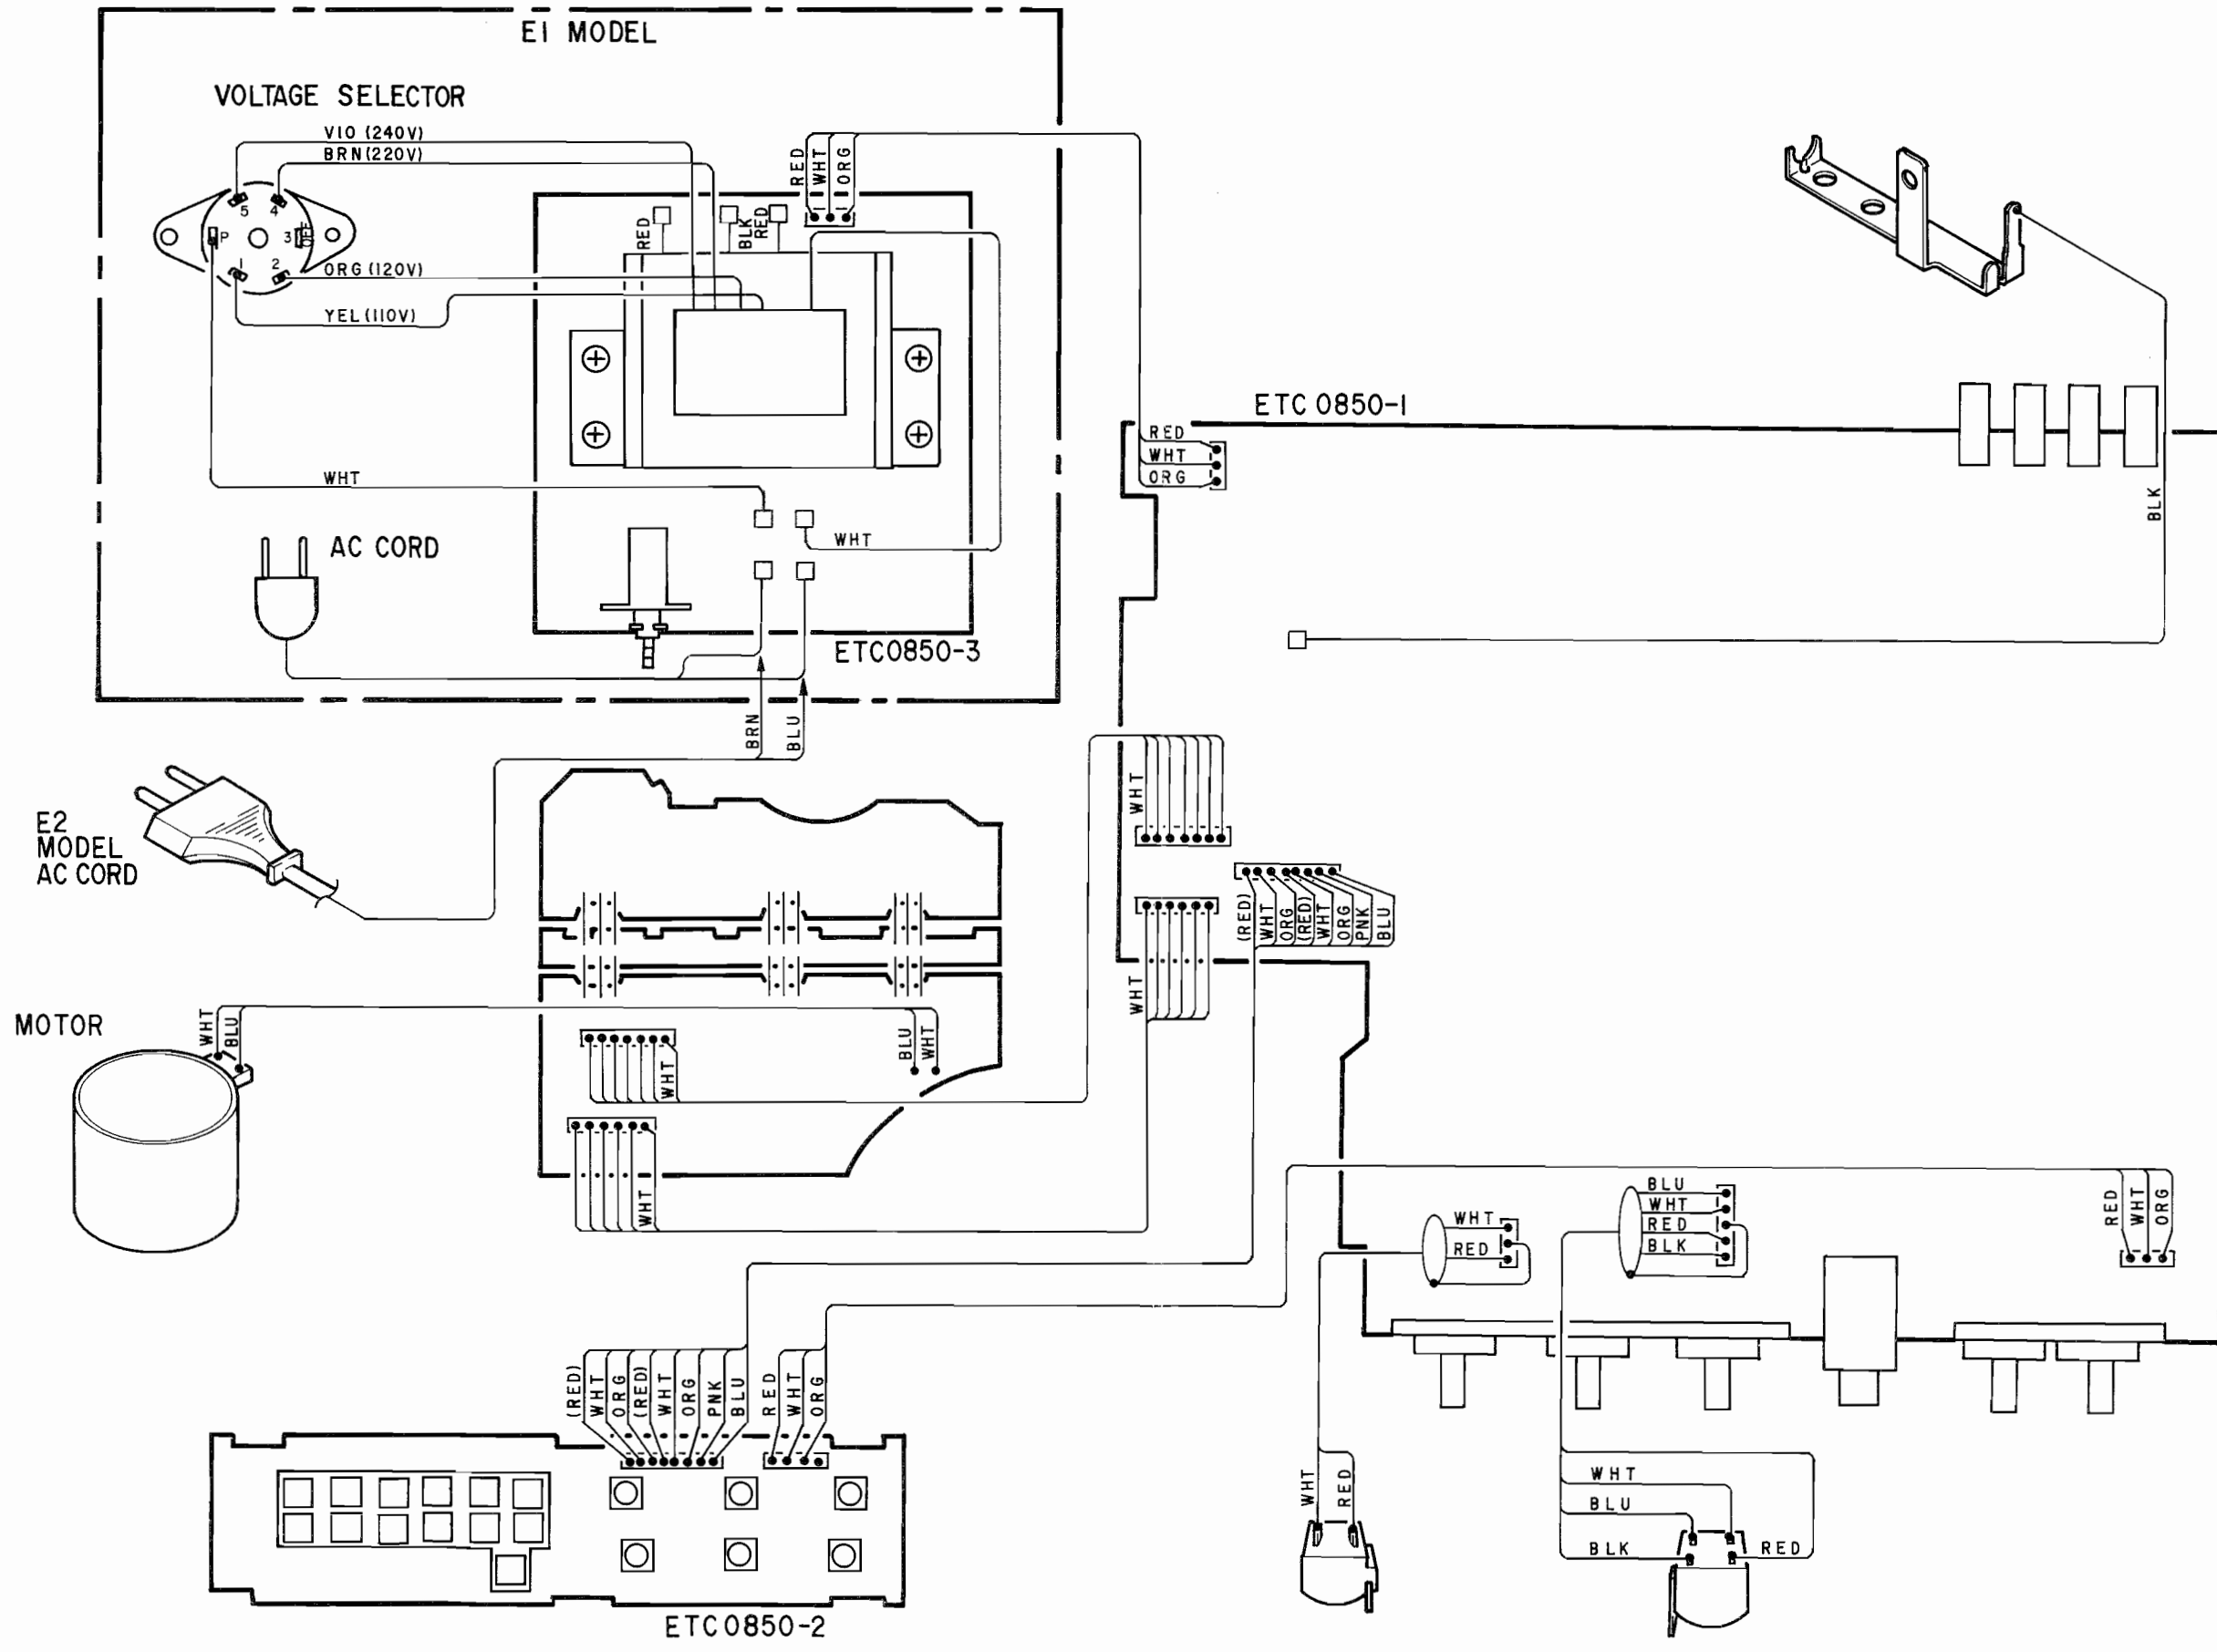 E1 MODEL
VOLTAGE SELECTOR
VIO (240V)
BRN(220V)
5 4
P 3 OFF
1 2
ORG (120V)
YEL (110V)
WHT
RED
BLK
RED
RED
WHT
ORG
WHT
AC CORD
ETC0850-3
BRN
BLU
E2
MODEL
AC CORD
ETC 0850-1
RED
WHT
ORG
BLK
WHT
(RED)
WHT
ORG
(RED)
WHT
ORG
PNK
BLU
WHT
MOTOR
WHT
BLU
BLU
WHT
WHT
WHT
BLU
WHT
RED
BLK
WHT
RED
RED
WHT
ORG
(RED)
WHT
ORG
(RED)
WHT
ORG
PNK
BLU
RED
WHT
ORG
WHT
RED
WHT
BLU
BLK
RED
ETC0850-2